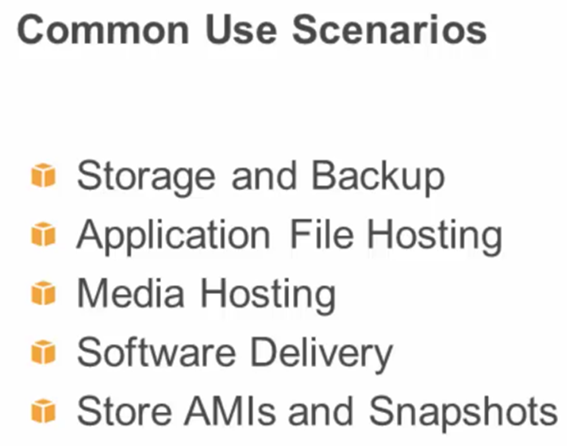 Common Use Scenarios
Storage and Backup
Application File Hosting
Media Hosting
Software Delivery
Store AMIs and Snapshots